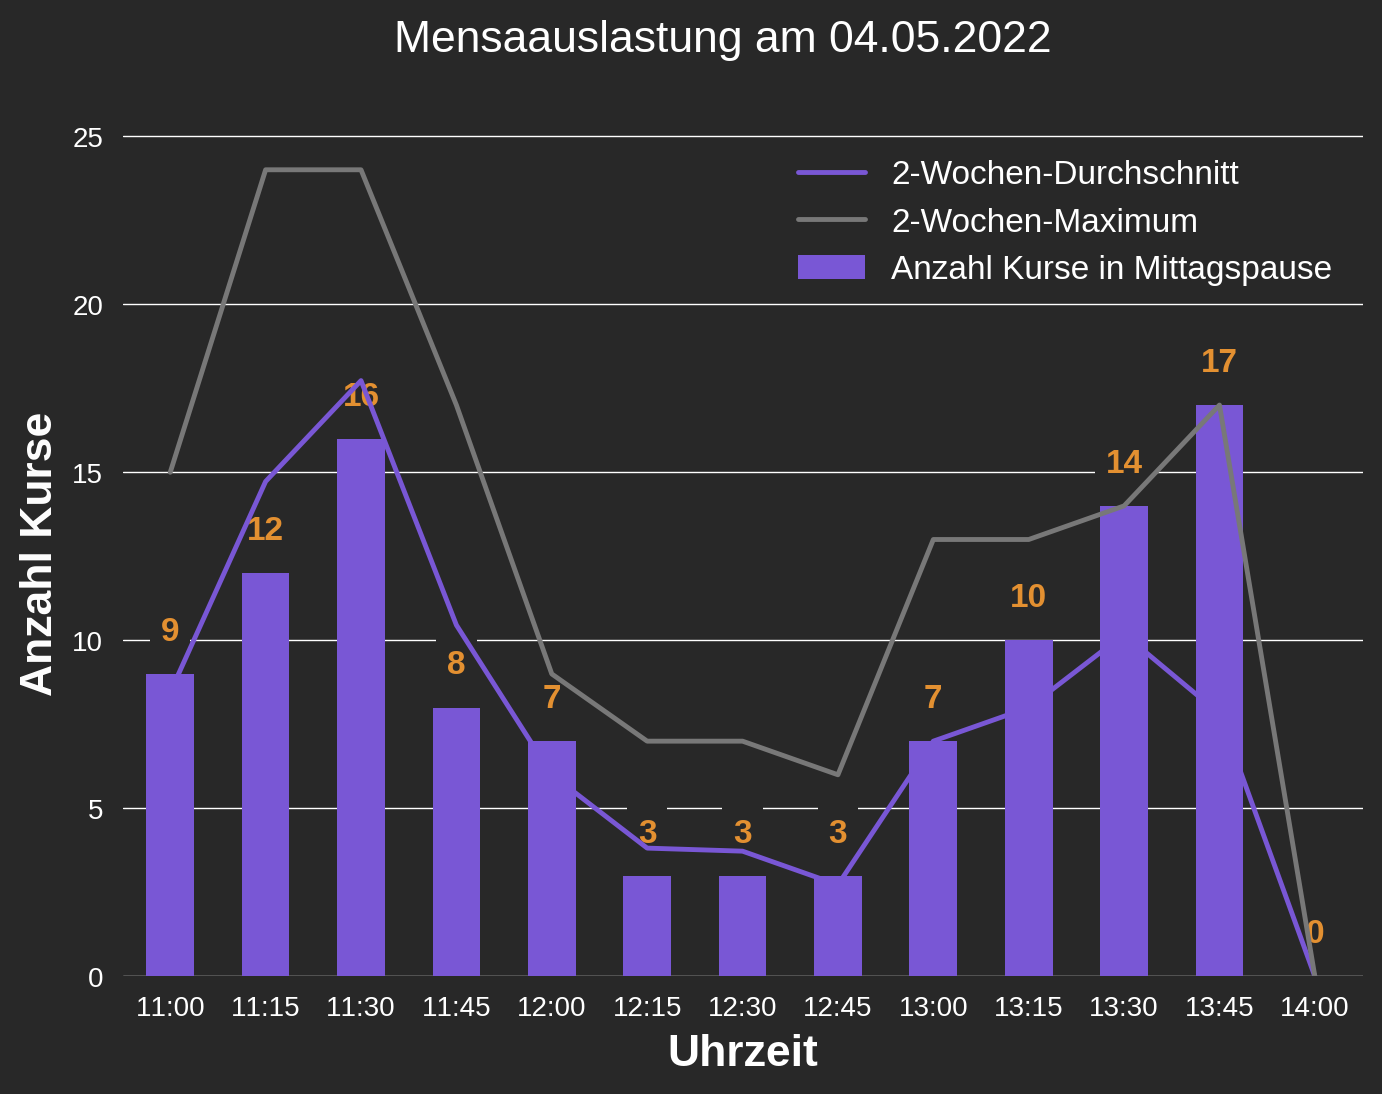 Mensaauslastung am 04.05.2022
25
20
15
10
5
0
Anzahl Kurse
2-Wochen-Durchschnitt
2-Wochen-Maximum
Anzahl Kurse in Mittagspause
9
12
16
8
7
3
3
3
7
10
14
17
0
11:00 11:15 11:30 11:45 12:00 12:15 12:30 12:45 13:00 13:15 13:30 13:45 14:00
Uhrzeit